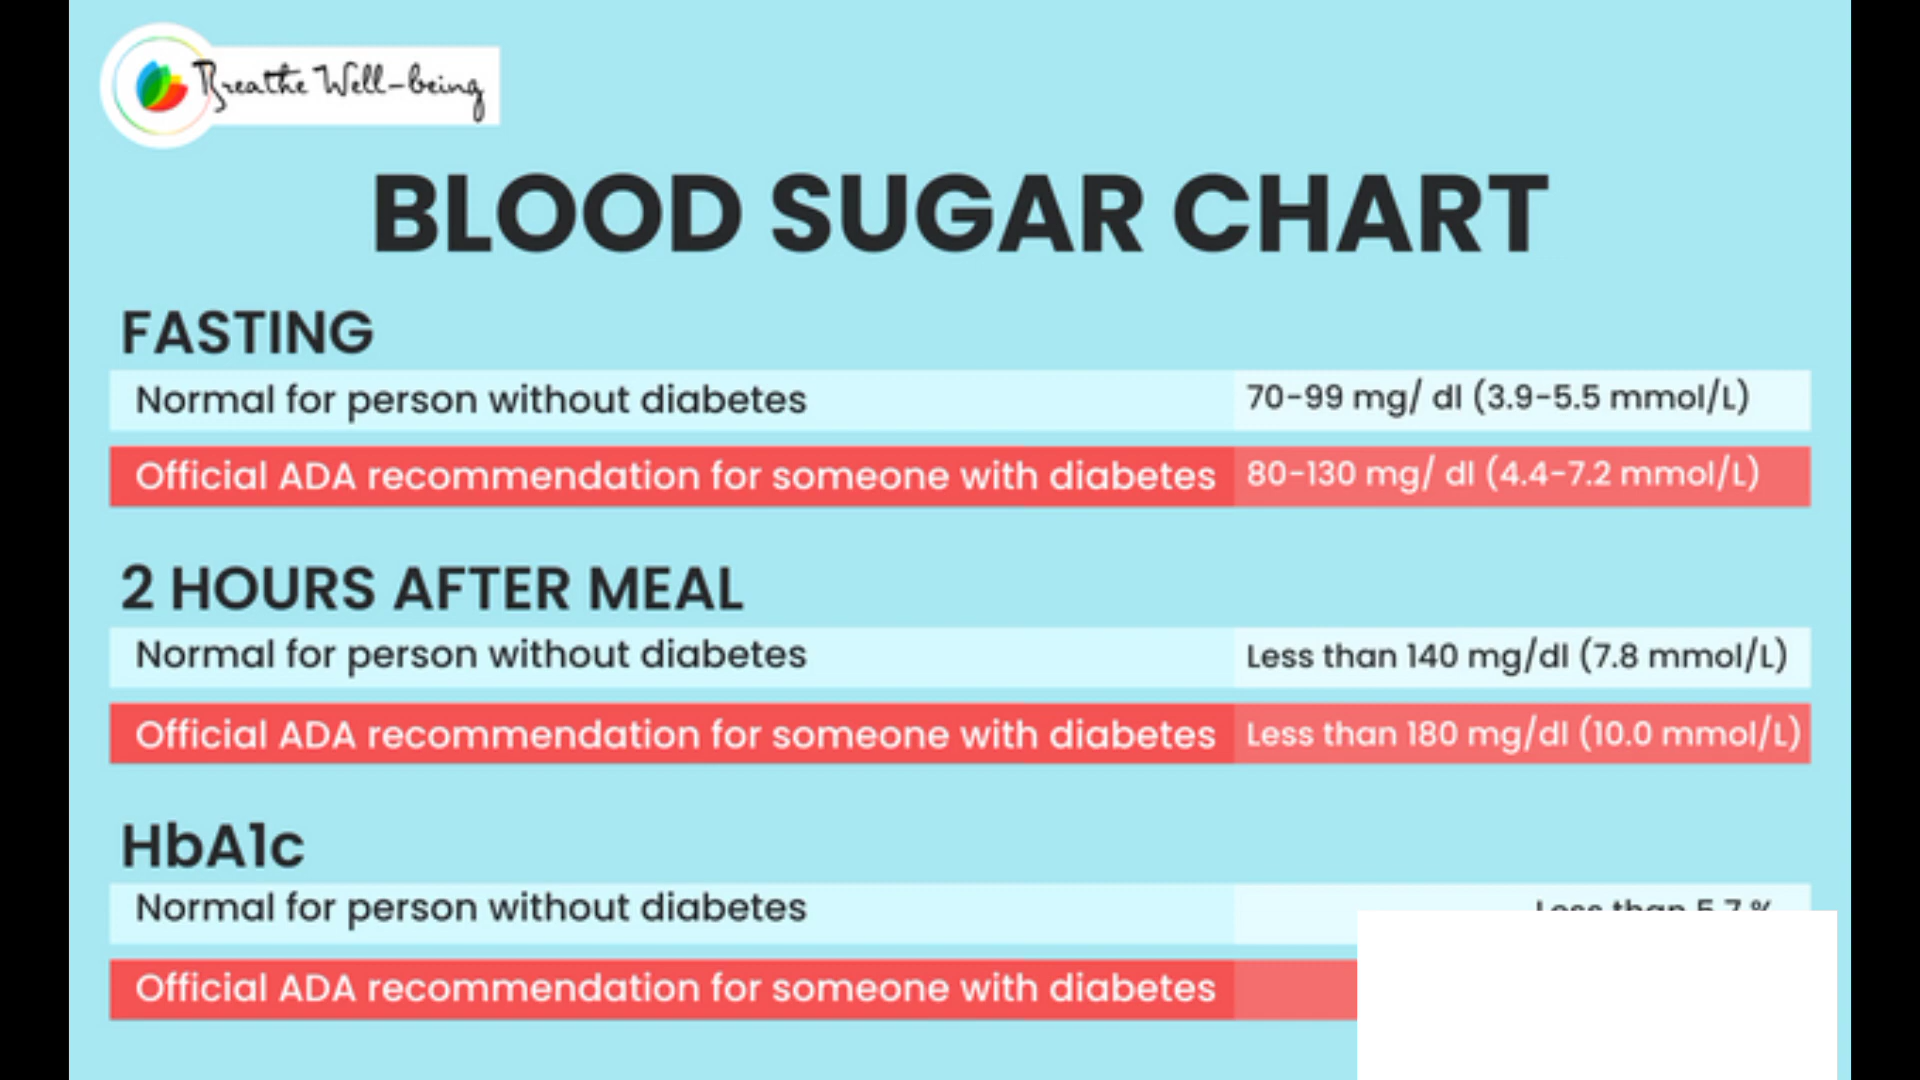 Breathe Well-being
BLOOD SUGAR CHART
FASTING
Normal for person without diabetes 70-99 mg/ dl (3.9-5.5 mmol/L)
Official ADA recommendation for someone with diabetes 80-130 mg/ dl (4.4-7.2 mmol/L)
2 HOURS AFTER MEAL
Normal for person without diabetes Less than 140 mg/dl (7.8 mmol/L)
Official ADA recommendation for someone with diabetes Less than 180 mg/dl (10.0 mmol/L)
HbA1c
Normal for person without diabetes Less than 5.7 %
Official ADA recommendation for someone with diabetes